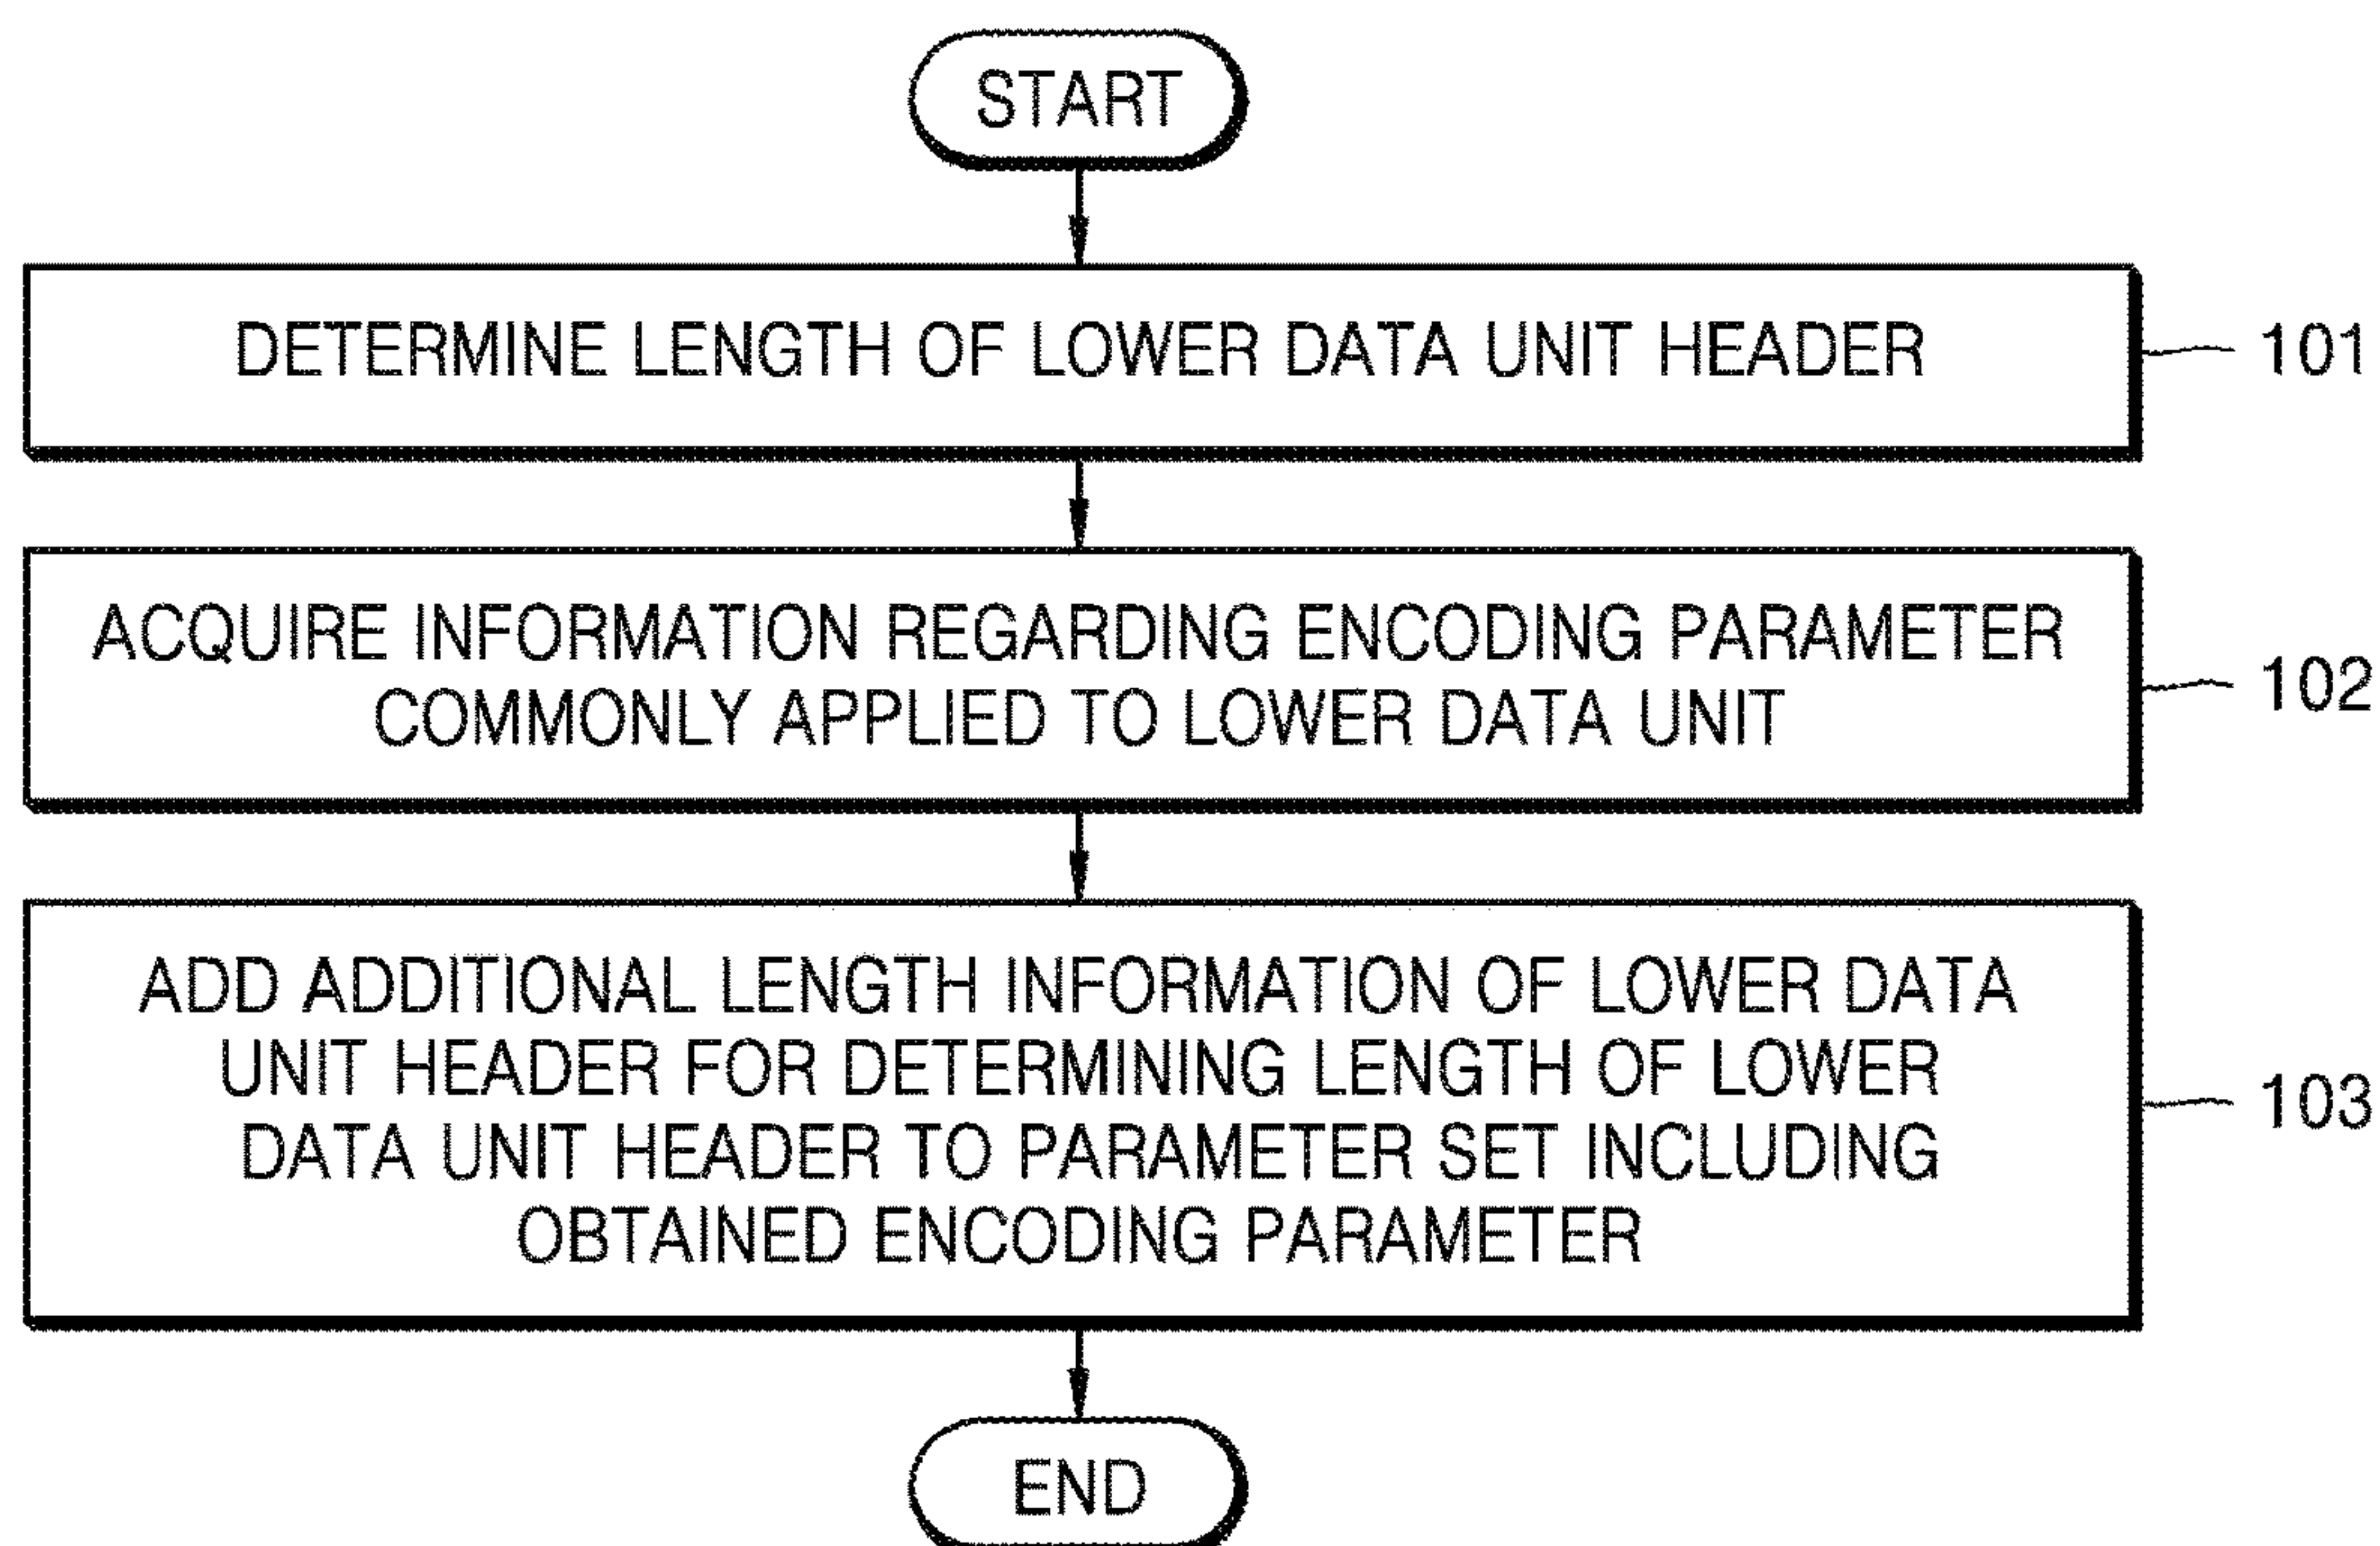 START
DETERMINE LENGTH OF LOWER DATA UNIT HEADER
101
ACQUIRE INFORMATION REGARDING ENCODING PARAMETER
COMMONLY APPLIED TO LOWER DATA UNIT
102
ADD ADDITIONAL LENGTH INFORMATION OF LOWER DATA
UNIT HEADER FOR DETERMINING LENGTH OF LOWER
DATA UNIT HEADER TO PARAMETER SET INCLUDING
OBTAINED ENCODING PARAMETER
103
END